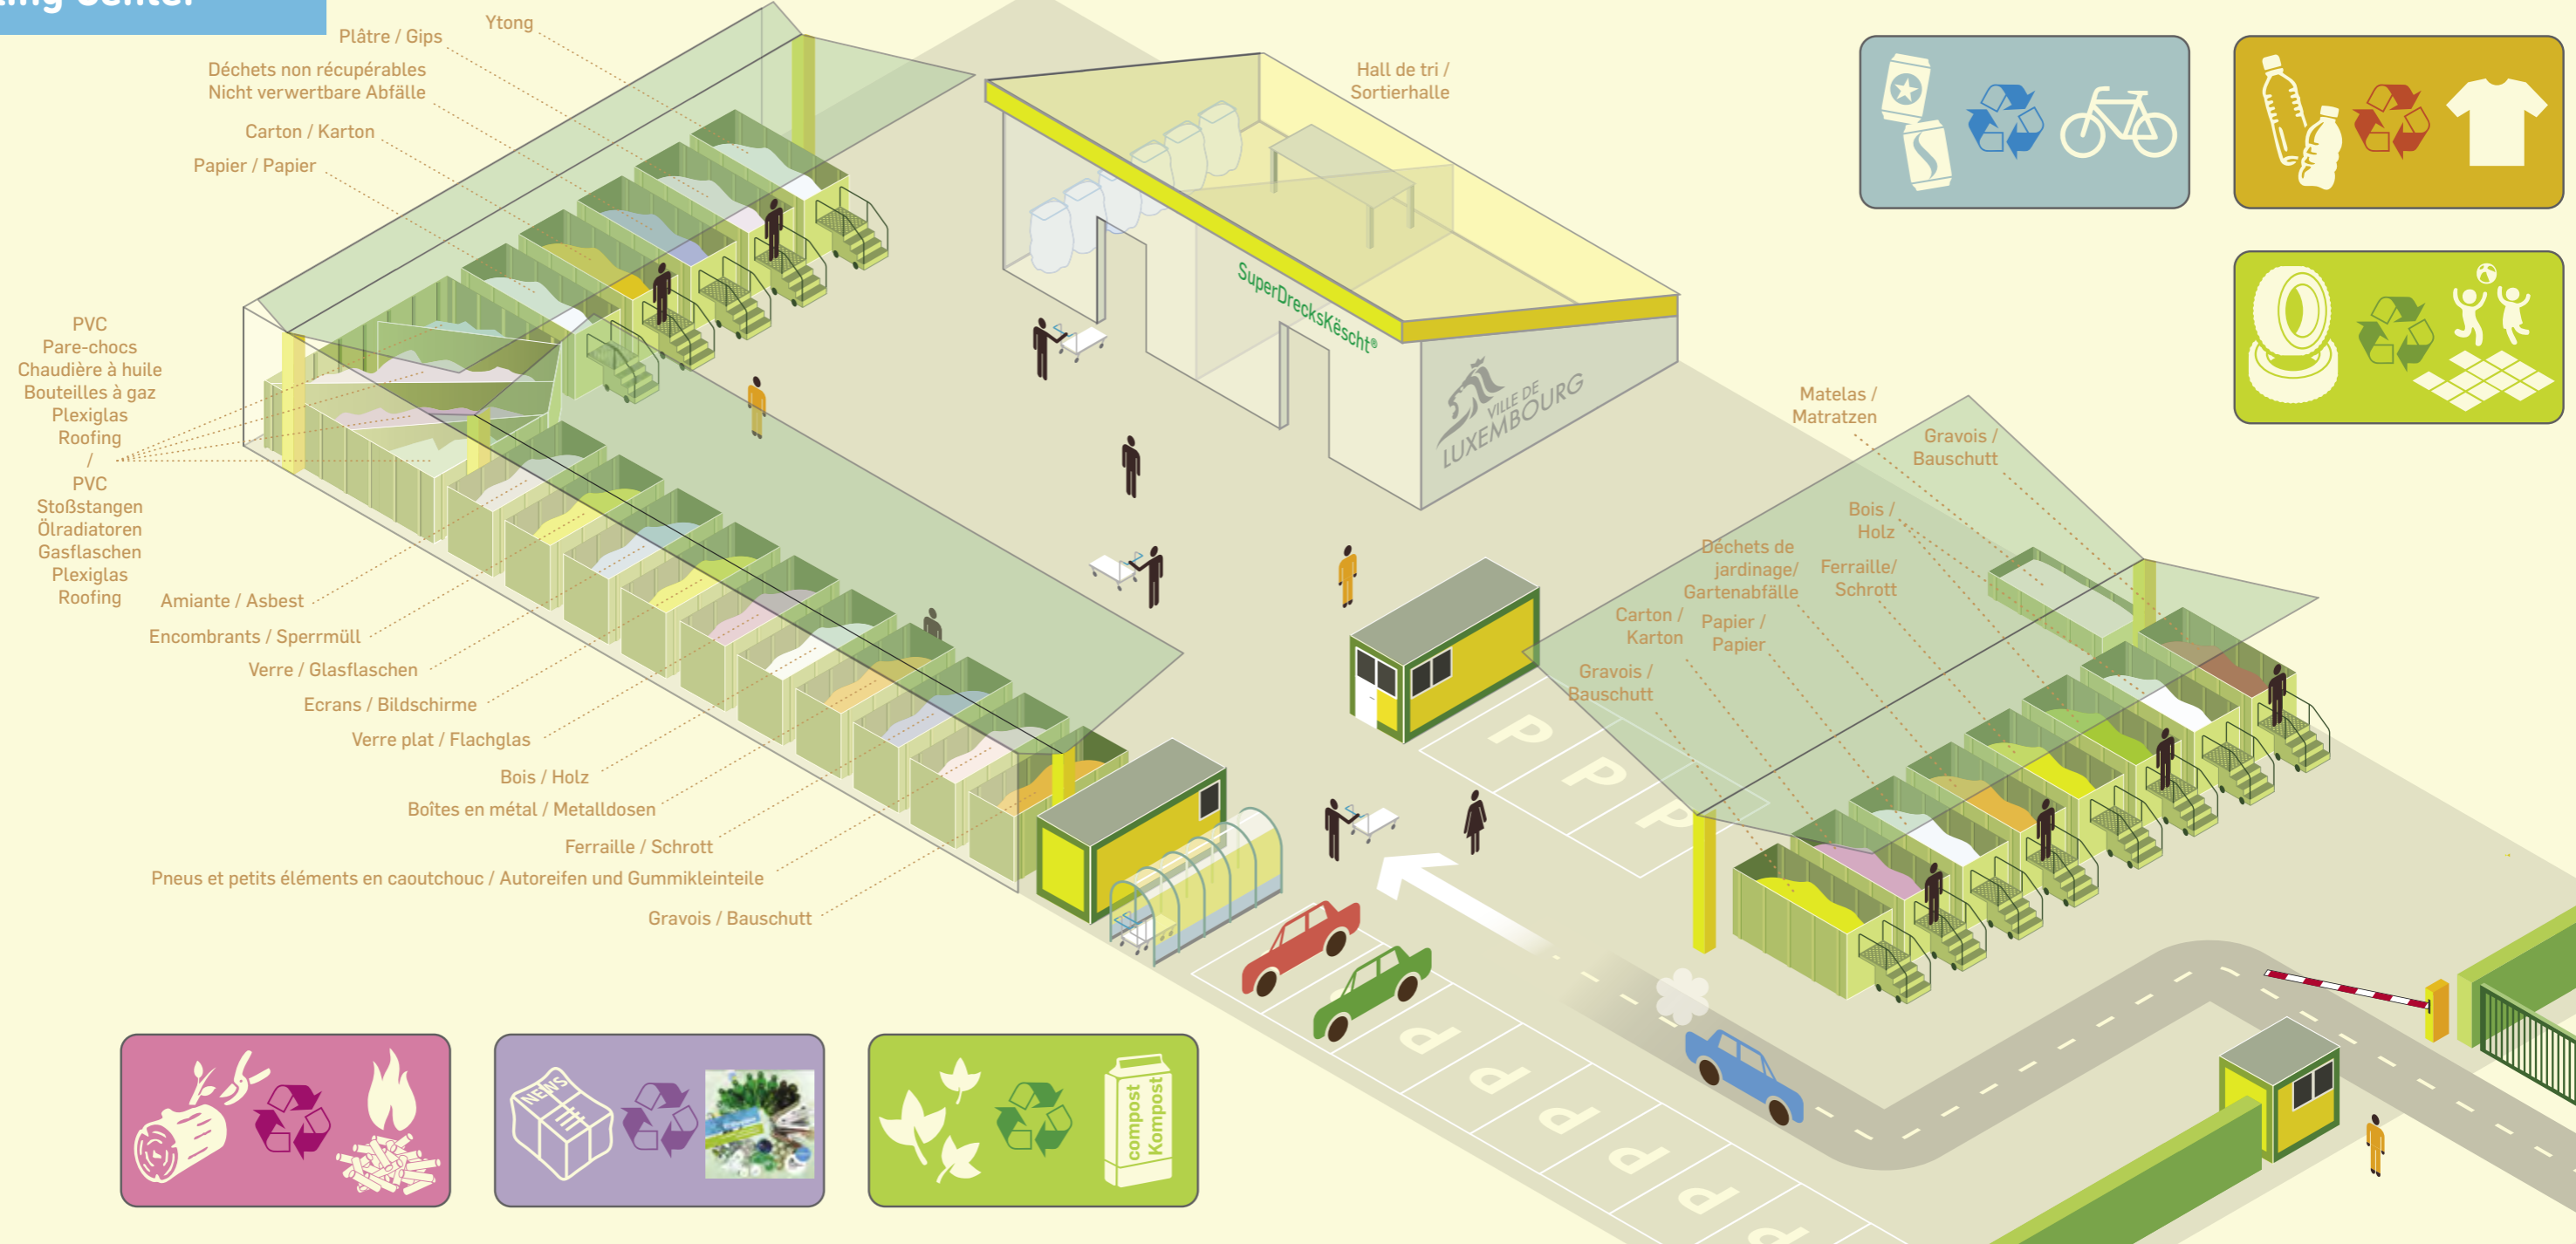 Ytong
Plâtre / Gips
Déchets non récupérables
Nicht verwertbare Abfälle
Carton / Karton
Papier / Papier
PVC
Pare-chocs
Chaudière à huile
Bouteilles à gaz
Plexiglas
Roofing
/
PVC
Stoßstangen
Ölradiatoren
Gasflaschen
Plexiglas
Roofing
Amiante / Asbest
Encombrants / Sperrmüll
Verre / Glasflaschen
Ecrans / Bildschirme
Verre plat / Flachglas
Bois / Holz
Boîtes en métal / Metalldosen
Ferraille / Schrott
Pneus et petits éléments en caoutchouc / Autoreifen und Gummikleinteile
Gravois / Bauschutt
Hall de tri /
Sortierhalle
SuperDrecksKëscht®
VILLE DE
LUXEMBOURG
Matelas /
Matratzen
Gravois /
Bauschutt
Bois /
Holz
Déchets de
jardinage/
Gartenabfälle
Ferraille/
Schrott
Carton /
Karton
Papier /
Papier
Gravois /
Bauschutt
P
P
P
P
P
P
P
P
P
NEWS
compost
Kompost